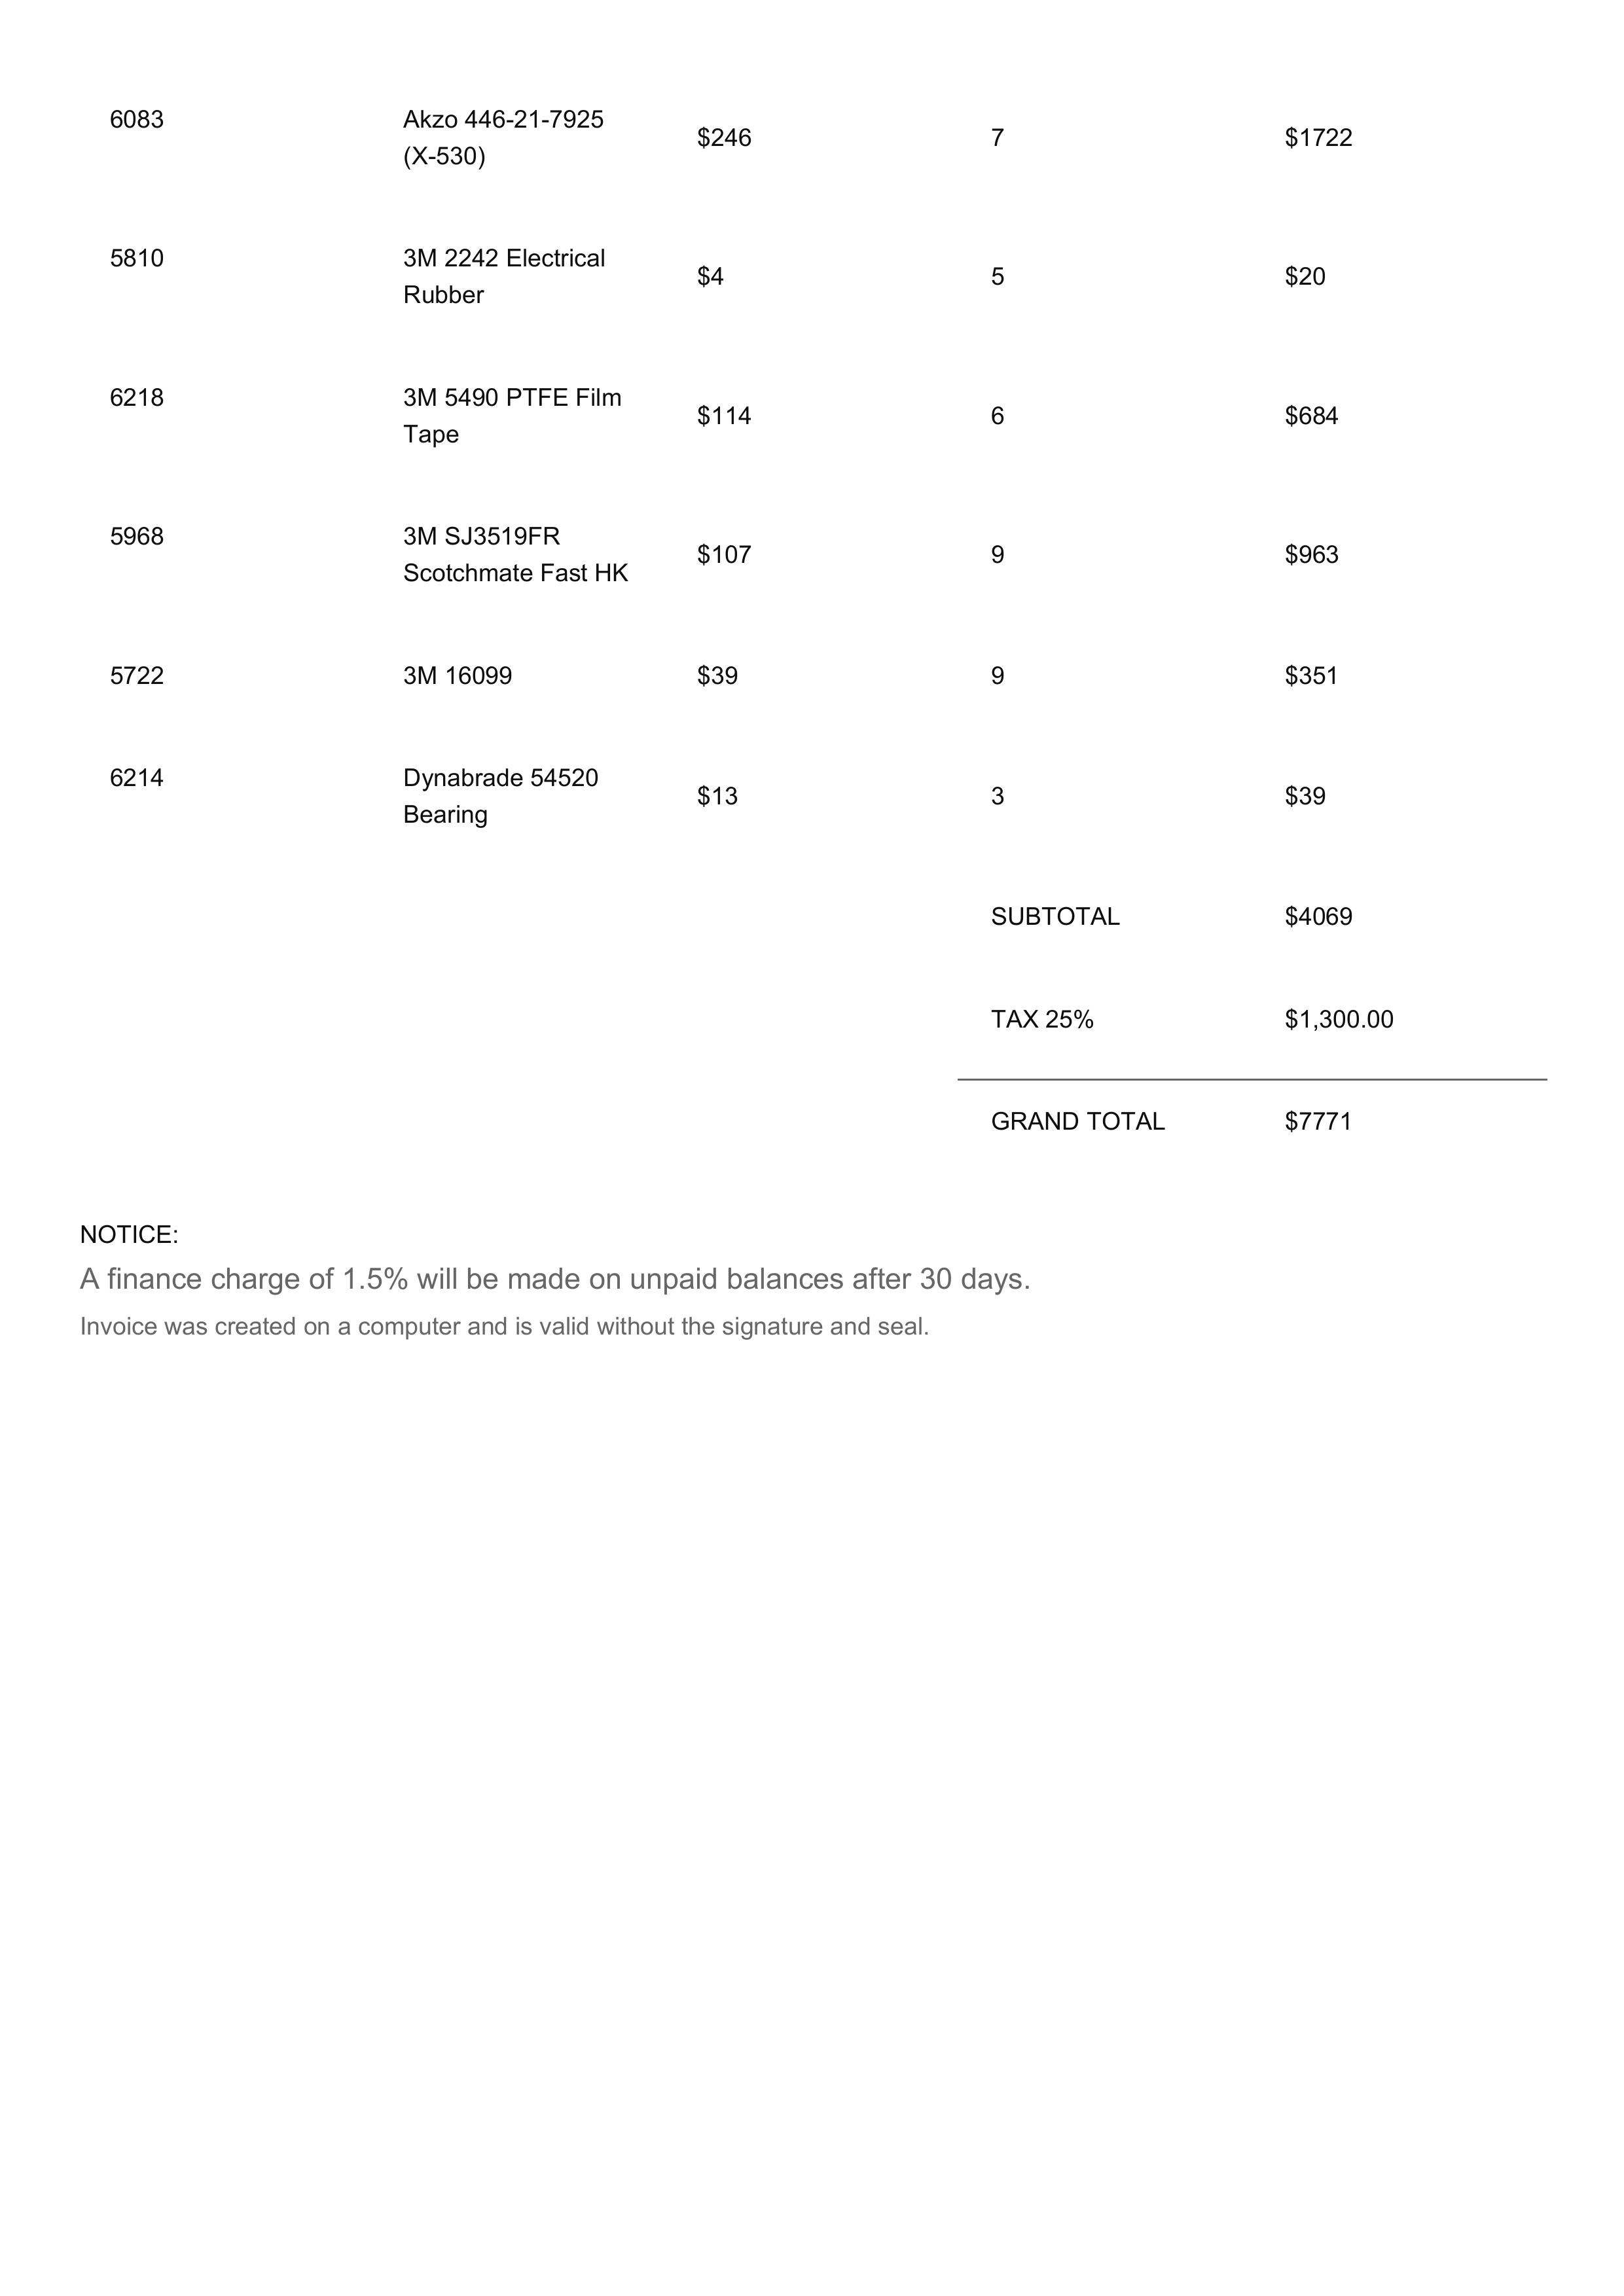 6083 Akzo 446-21-7925 $246 7 $1722
(X-530)
5810 3M 2242 Electrical $4 5 $20
Rubber
6218 3M 5490 PTFE Film $114 6 $684
Tape
5968 3M SJ3519FR $107 9 $963
Scotchmate Fast HK
5722 3M 16099 $39 9 $351
6214 Dynabrade 54520 $13 3 $39
Bearing
SUBTOTAL $4069
TAX 25% $1,300.00
GRAND TOTAL $7771
NOTICE:
A finance charge of 1.5% will be made on unpaid balances after 30 days.
Invoice was created on a computer and is valid without the signature and seal.